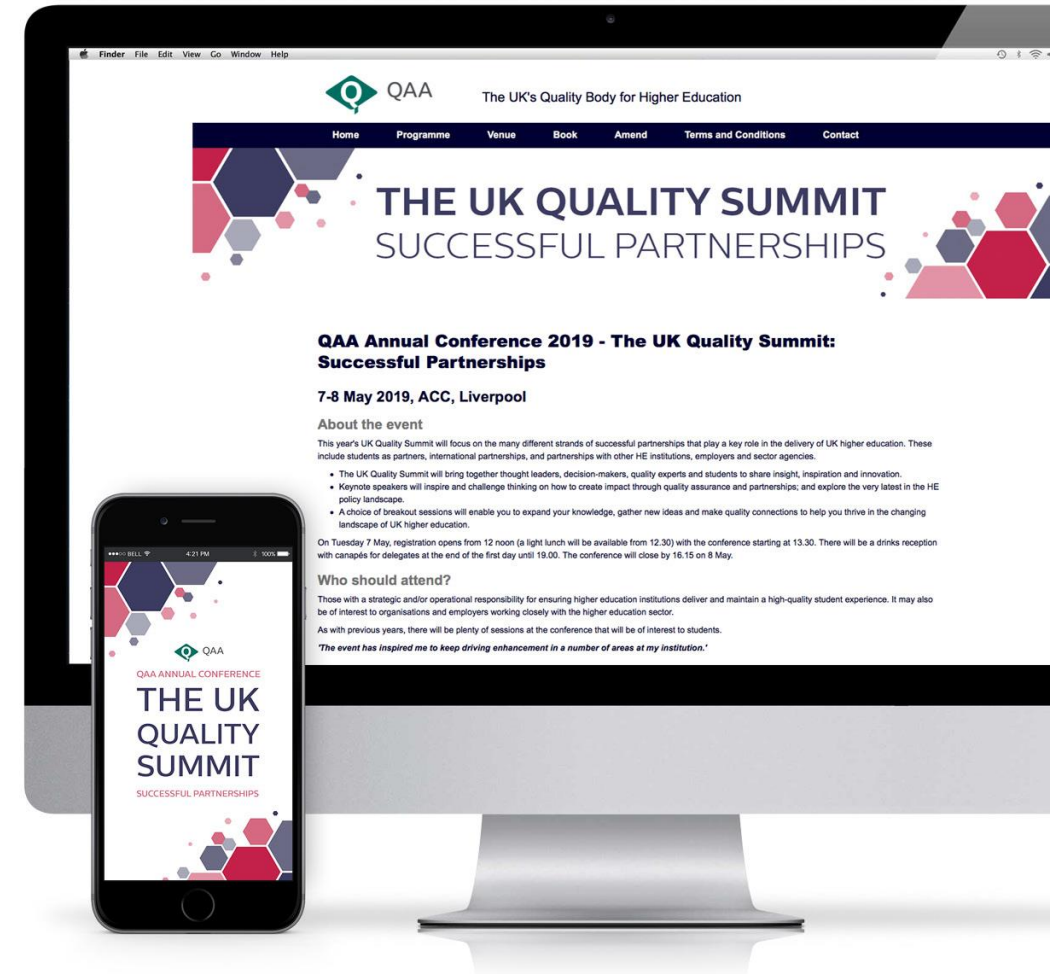 Finder File Edit View Go Window Help
QAA
The UK's Quality Body for Higher Education
Home Programme Venue Book Amend Terms and Conditions Contact
THE UK QUALITY SUMMIT
SUCCESSFUL PARTNERSHIPS
QAA Annual Conference 2019 - The UK Quality Summit:
Successful Partnerships
7-8 May 2019, ACC, Liverpool
About the event
This year's UK Quality Summit will focus on the many different strands of successful partnerships that play a key role in the delivery of UK higher education. These
include students as partners, international partnerships, and partnerships with other HE institutions, employers and sector agencies.
• The UK Quality Summit will bring together thought leaders, decision-makers, quality experts and students to share insight, inspiration and innovation.
• Keynote speakers will inspire and challenge thinking on how to create impact through quality assurance and partnerships; and explore the very latest in the HE
policy landscape.
• A choice of breakout sessions will enable you to expand your knowledge, gather new ideas and make quality connections to help you thrive in the changing
landscape of UK higher education.
On Tuesday 7 May, registration opens from 12 noon (a light lunch will be available from 12.30) with the conference starting at 13.30. There will be a drinks reception
with canapés for delegates at the end of the first day until 19.00. The conference will close by 16.15 on 8 May.
Who should attend?
Those with a strategic and/or operational responsibility for ensuring higher education institutions deliver and maintain a high-quality student experience. It may also
be of interest to organisations and employers working closely with the higher education sector.
As with previous years, there will be plenty of sessions at the conference that will be of interest to students.
'The event has inspired me to keep driving enhancement in a number of areas at my institution.'
BELL 4:21 PM 100%
QAA
QAA ANNUAL CONFERENCE
THE UK
QUALITY
SUMMIT
SUCCESSFUL PARTNERSHIPS